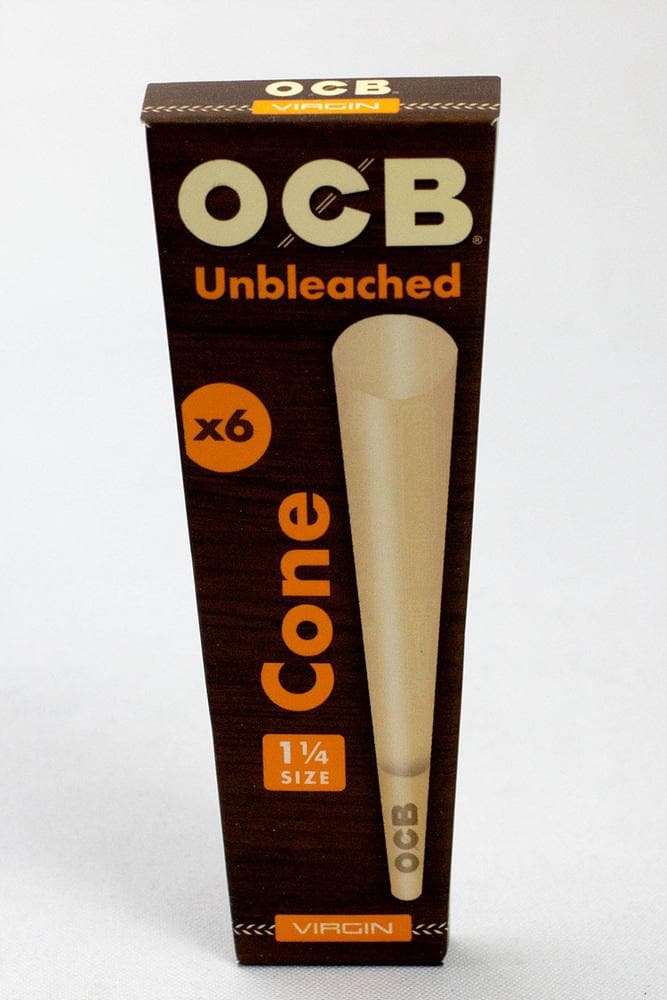 OCB
VIRGIN
OCB®
Unbleached
x6
Cone
1¼
SIZE
OCB
VIRGIN